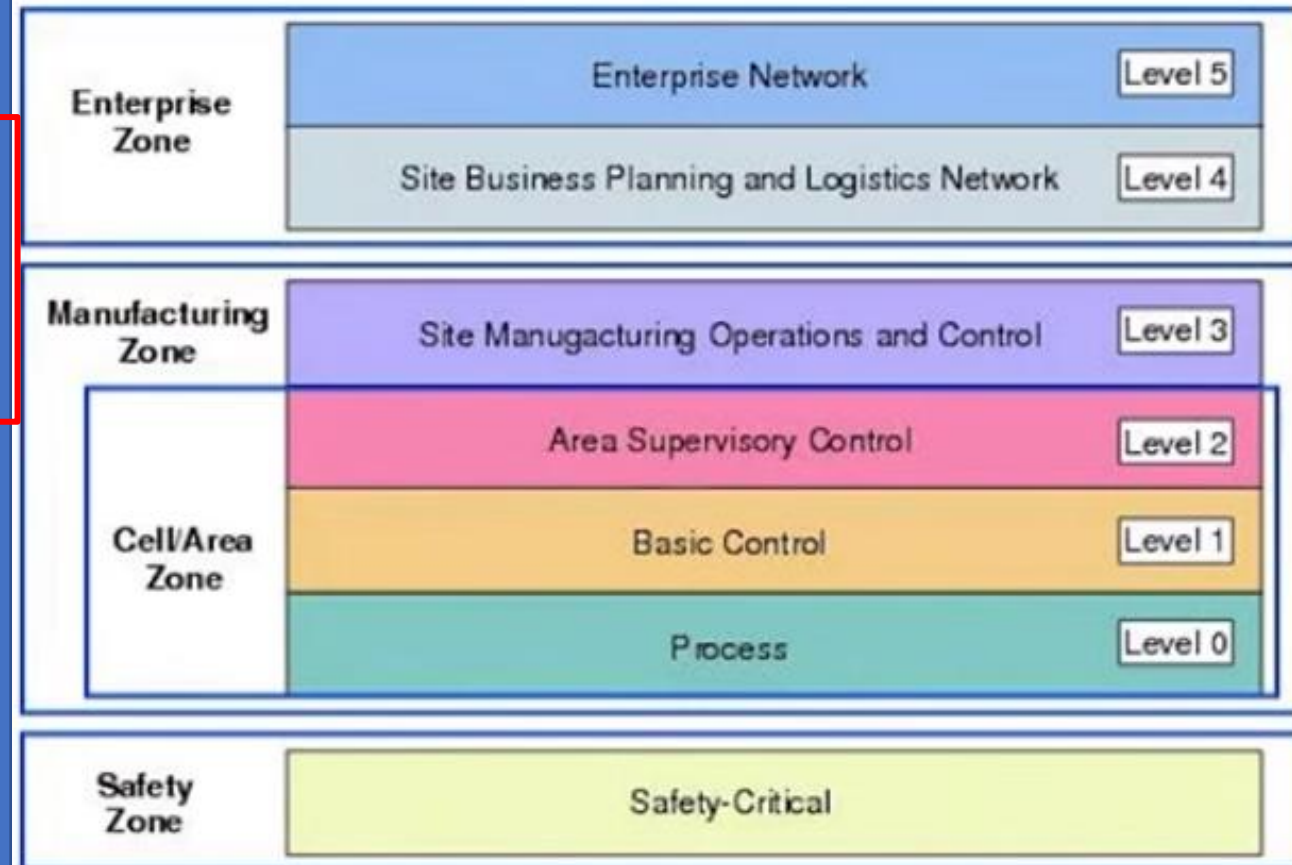 Enterprise
Zone
Enterprise Network
Level 5
Site Business Planning and Logistics Network
Level 4
Manufacturing
Zone
Site Manugacturing Operations and Control
Level 3
Area Supervisory Control
Level 2
Cell/Area
Zone
Basic Control
Level 1
Process
Level 0
Safety
Zone
Safety-Critical